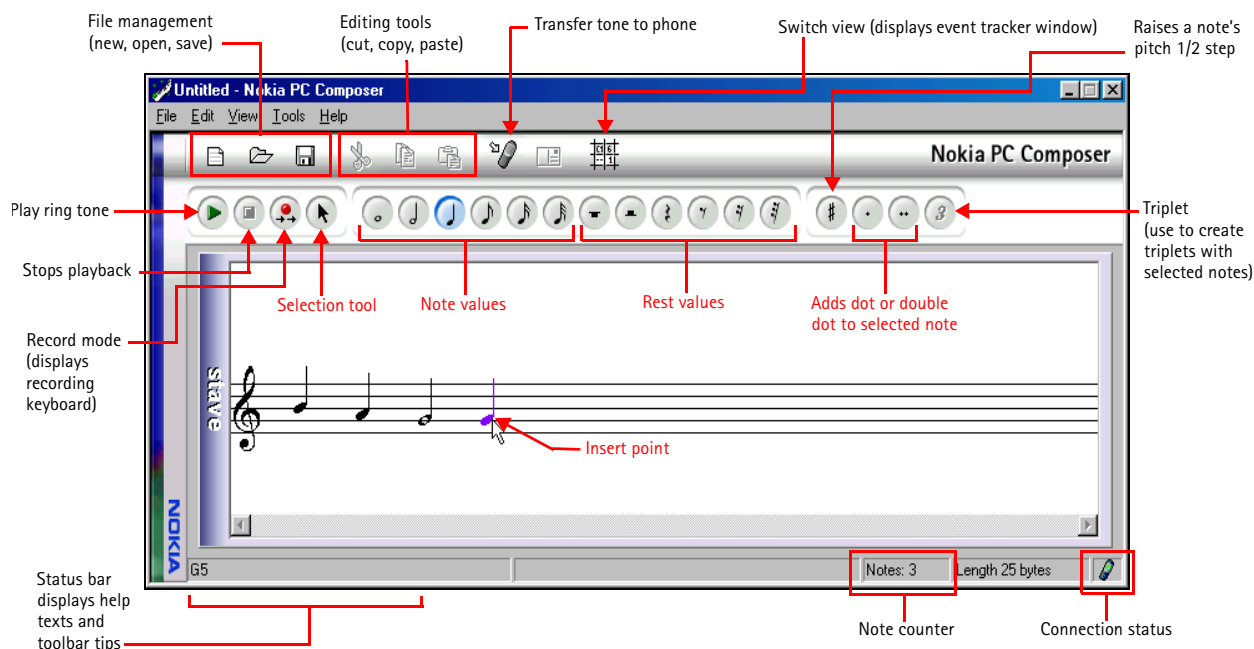 File management
(new, open, save)
Editing tools
(cut, copy, paste)
Transfer tone to phone
Switch view (displays event tracker window)
Raises a note's
pitch 1/2 step
Untitled - Nokia PC Composer
File Edit View Tools Help
Nokia PC Composer
Play ring tone
3
Triplet
(use to create
triplets with
selected notes)
Stops playback
Selection tool
Note values
Rest values
Adds dot or double
dot to selected note
Record mode
(displays
recording
keyboard)
stave
Insert point
NOKIA
G5
Notes: 3
Length 25 bytes
Status bar
displays help
texts and
toolbar tips
Note counter
Connection status